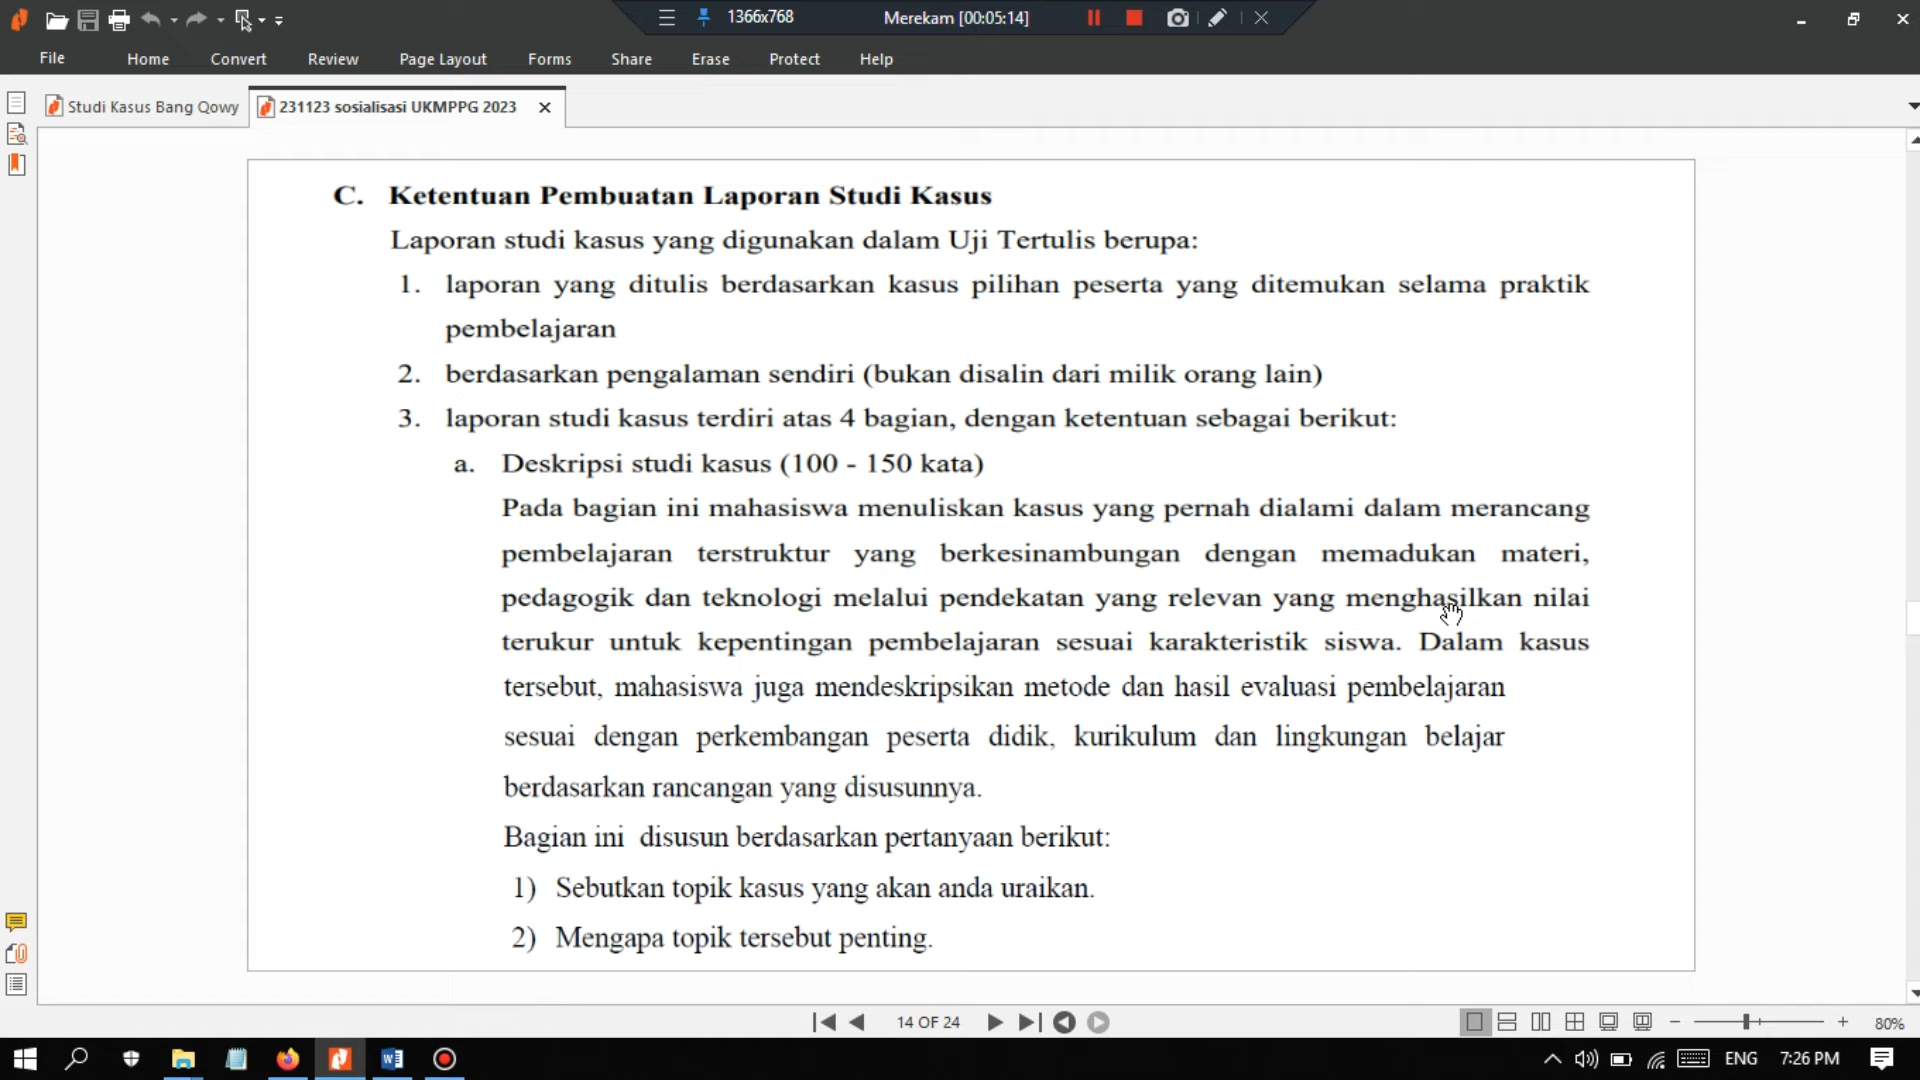 1366x768
Merekam [00:05:14]
File
Home
Convert
Review
Page Layout
Forms
Share
Erase
Protect
Help
Studi Kasus Bang Qowy
231123 sosialisasi UKMPPG 2023
C. Ketentuan Pembuatan Laporan Studi Kasus
Laporan studi kasus yang digunakan dalam Uji Tertulis berupa:
1. laporan yang ditulis berdasarkan kasus pilihan peserta yang ditemukan selama praktik
pembelajaran
2. berdasarkan pengalaman sendiri (bukan disalin dari milik orang lain)
3. laporan studi kasus terdiri atas 4 bagian, dengan ketentuan sebagai berikut:
a. Deskripsi studi kasus (100 - 150 kata)
Pada bagian ini mahasiswa menuliskan kasus yang pernah dialami dalam merancang
pembelajaran terstruktur yang berkesinambungan dengan memadukan materi,
pedagogik dan teknologi melalui pendekatan yang relevan yang menghasilkan nilai
terukur untuk kepentingan pembelajaran sesuai karakteristik siswa. Dalam kasus
tersebut, mahasiswa juga mendeskripsikan metode dan hasil evaluasi pembelajaran
sesuai dengan perkembangan peserta didik, kurikulum dan lingkungan belajar
berdasarkan rancangan yang disusunnya.
Bagian ini disusun berdasarkan pertanyaan berikut:
1) Sebutkan topik kasus yang akan anda uraikan.
2) Mengapa topik tersebut penting.
14 OF 24
80%
ENG
7:26 PM